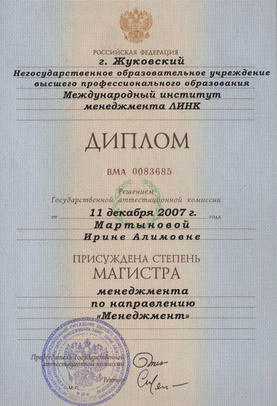 РОССИЙСКАЯ ФЕДЕРАЦИЯ
г. Жуковский
Негосударственное образовательное учреждение
высшего профессионального образования
Международный институт
менеджмента ЛИНК
ДИПЛОМ
ВМА 0083685
Решением
Государственной аттестационной комиссии
от 11 декабря 2007 г.
Мартыновой
Ирине Алимовне
ПРИСУЖДЕНА СТЕПЕНЬ
МАГИСТРА
менеджмента
по направлению
«Менеджмент»
Председатель Государственной
аттестационной комиссии
Ректор
М.П.